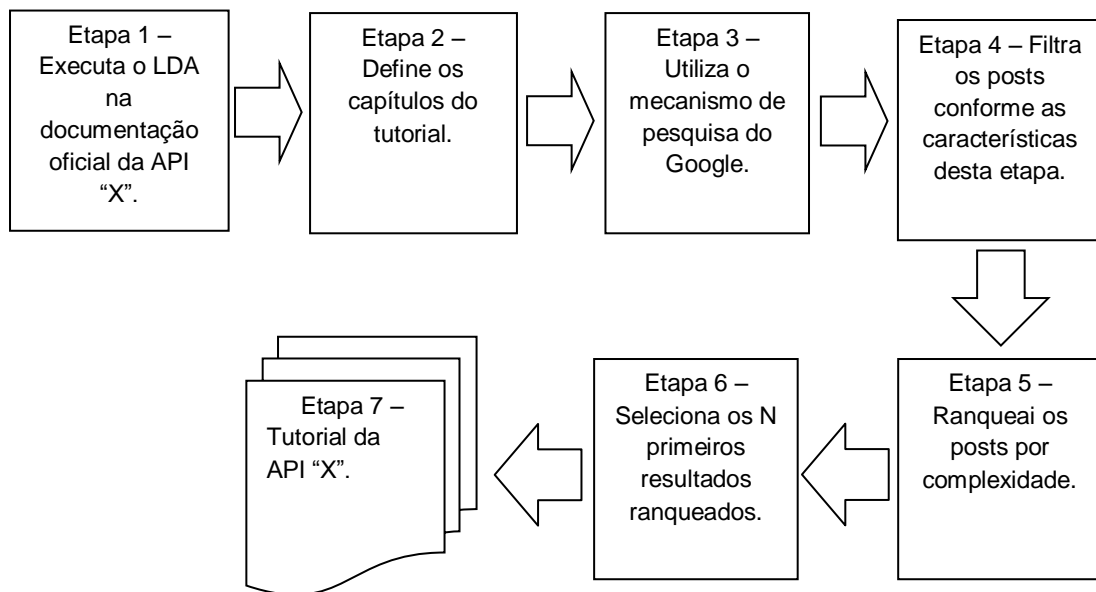 Etapa 1 –
Executa o LDA
na
documentação
oficial da API
“X”.
Etapa 2 –
Define os
capítulos do
tutorial.
Etapa 3 –
Utiliza o
mecanismo de
pesquisa do
Google.
Etapa 4 – Filtra
os posts
conforme as
características
desta etapa.
Etapa 5 –
Ranqueai os
posts por
complexidade.
Etapa 6 –
Seleciona os N
primeiros
resultados
ranqueados.
Etapa 7 –
Tutorial da
API “X”.